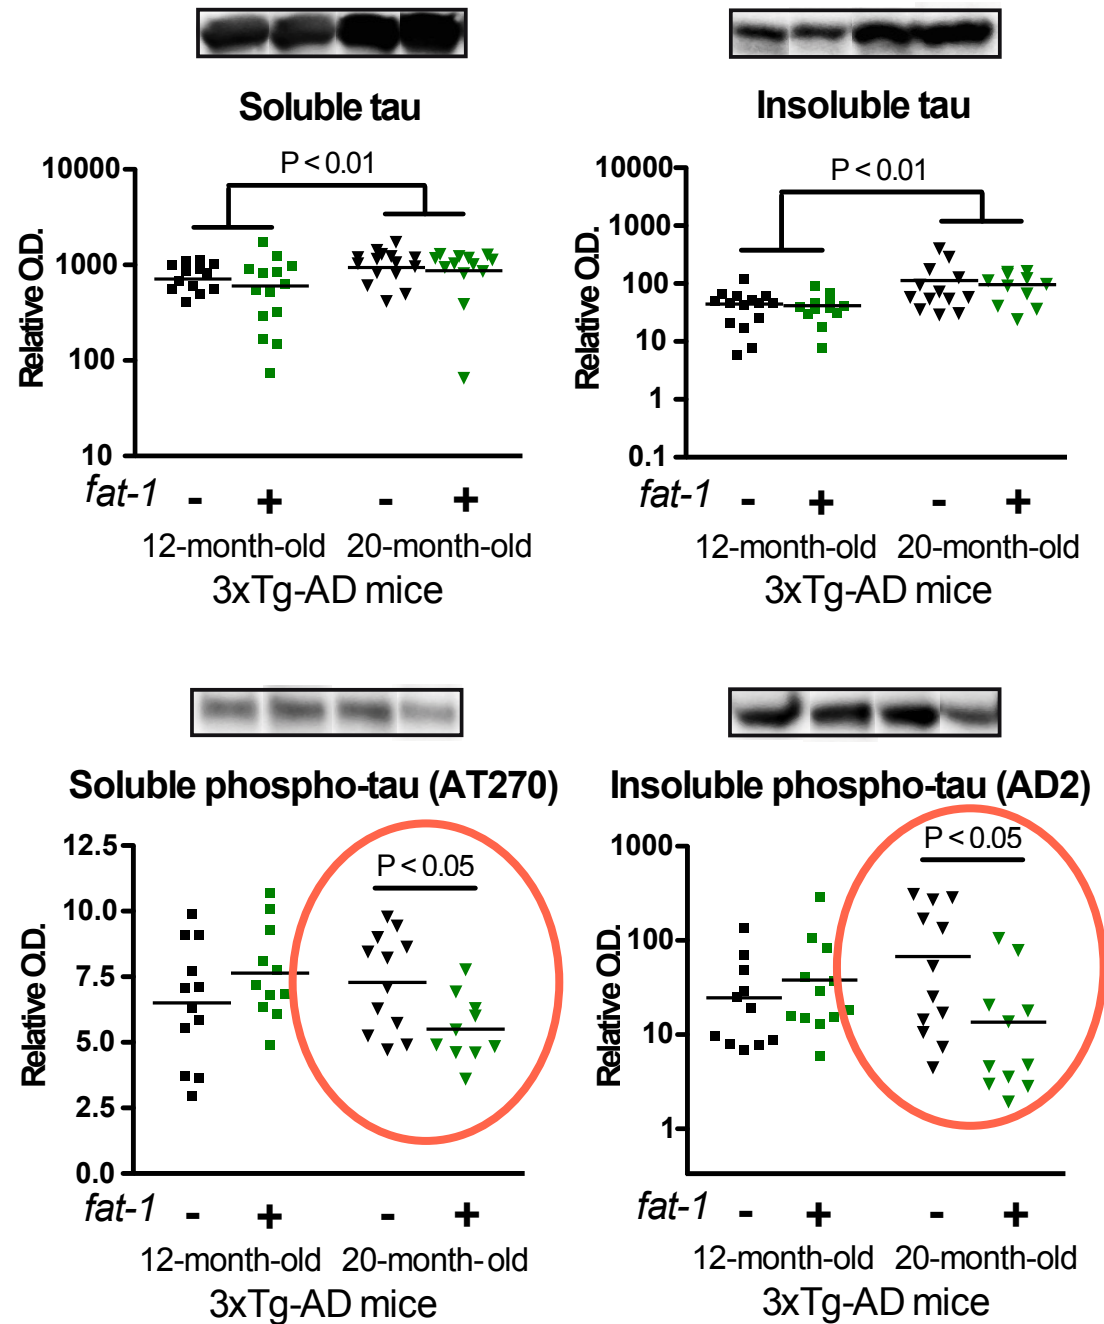 Soluble tau
P < 0.01
10000
1000
100
10
Relative O.D.
fat-1 - + - +
12-month-old 20-month-old
3xTg-AD mice
Insoluble tau
P < 0.01
10000
1000
100
10
1
0.1
Relative O.D.
fat-1 - + - +
12-month-old 20-month-old
3xTg-AD mice
Soluble phospho-tau (AT270)
P < 0.05
12.5
10.0
7.5
5.0
2.5
0.0
Relative O.D.
fat-1 - + - +
12-month-old 20-month-old
3xTg-AD mice
Insoluble phospho-tau (AD2)
P < 0.05
1000
100
10
1
Relative O.D.
fat-1 - + - +
12-month-old 20-month-old
3xTg-AD mice